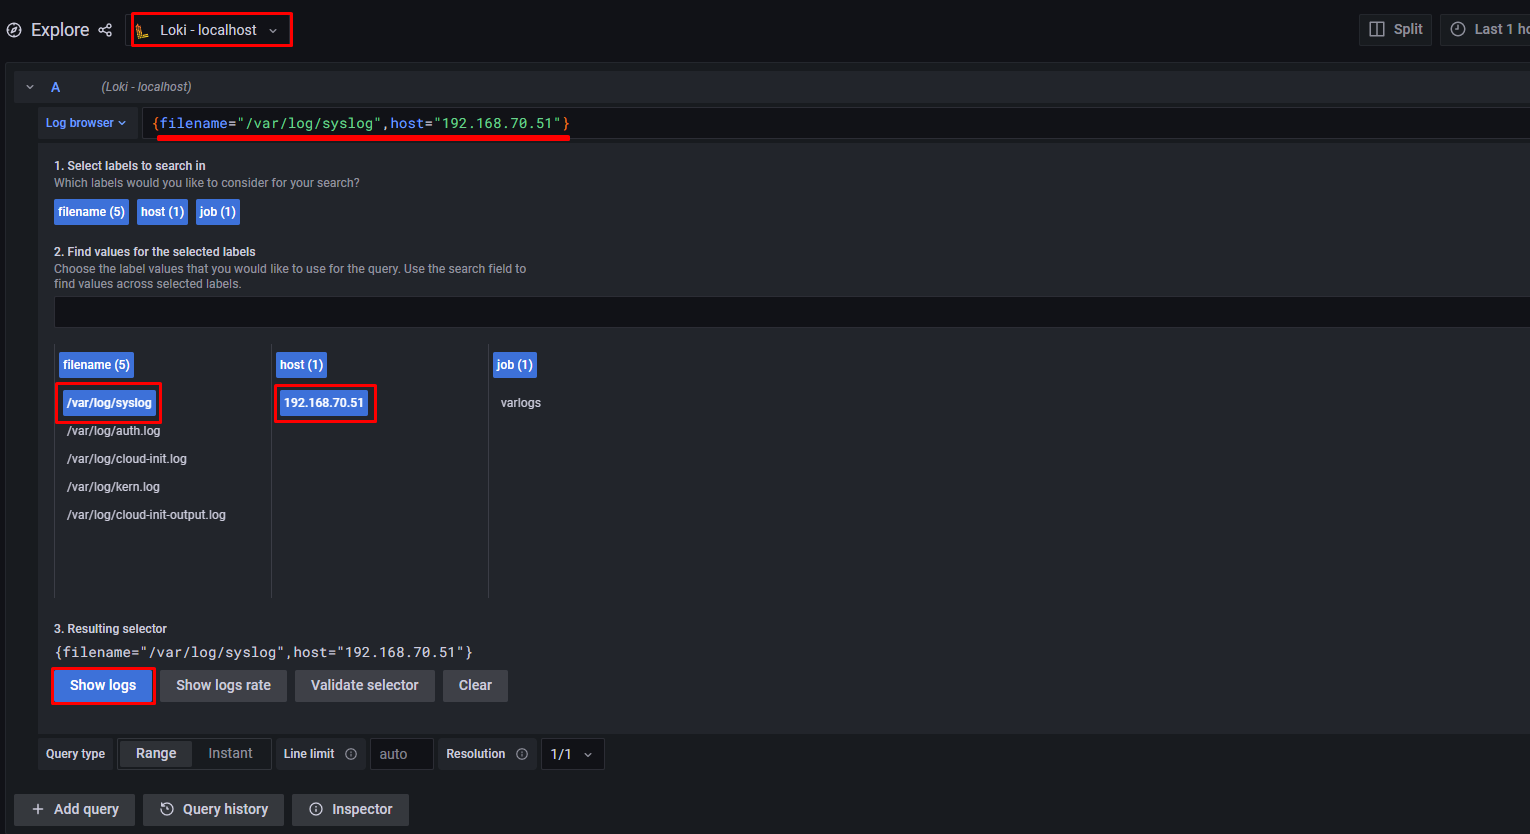 Explore Loki - localhost Split Last 1 ho
A (Loki - localhost)
Log browser {filename="/var/log/syslog",host="192.168.70.51"}
1. Select labels to search in
Which labels would you like to consider for your search?
filename (5) host (1) job (1)
2. Find values for the selected labels
Choose the label values that you would like to use for the query. Use the search field to
find values across selected labels.
filename (5) host (1) job (1)
/var/log/syslog 192.168.70.51 varlogs
/var/log/auth.log
/var/log/cloud-init.log
/var/log/kern.log
/var/log/cloud-init-output.log
3. Resulting selector
{filename="/var/log/syslog",host="192.168.70.51"}
Show logs Show logs rate Validate selector Clear
Query type Range Instant Line limit auto Resolution 1/1
+ Add query Query history Inspector